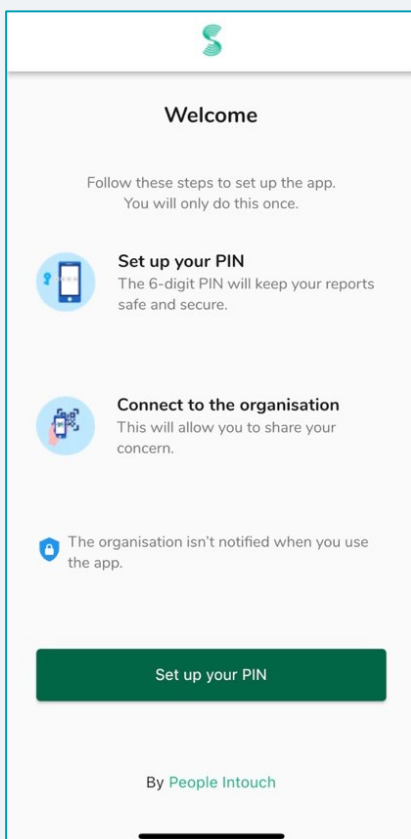 Welcome
Follow these steps to set up the app.
You will only do this once.
Set up your PIN
The 6-digit PIN will keep your reports
safe and secure.
Connect to the organisation
This will allow you to share your
concern.
The organisation isn't notified when you use
the app.
Set up your PIN
By People Intouch